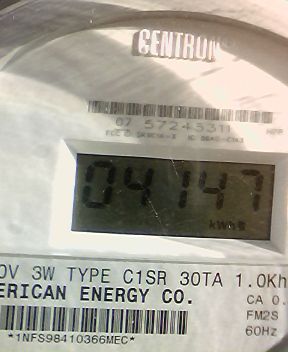 CENTRON
07 57245311
04147
kWh
0V 3W TYPE C1SR 30TA 1.0Kh
ERICAN ENERGY CO.
CA 0.
FM2S
*1NFS98410366MEC*
60Hz